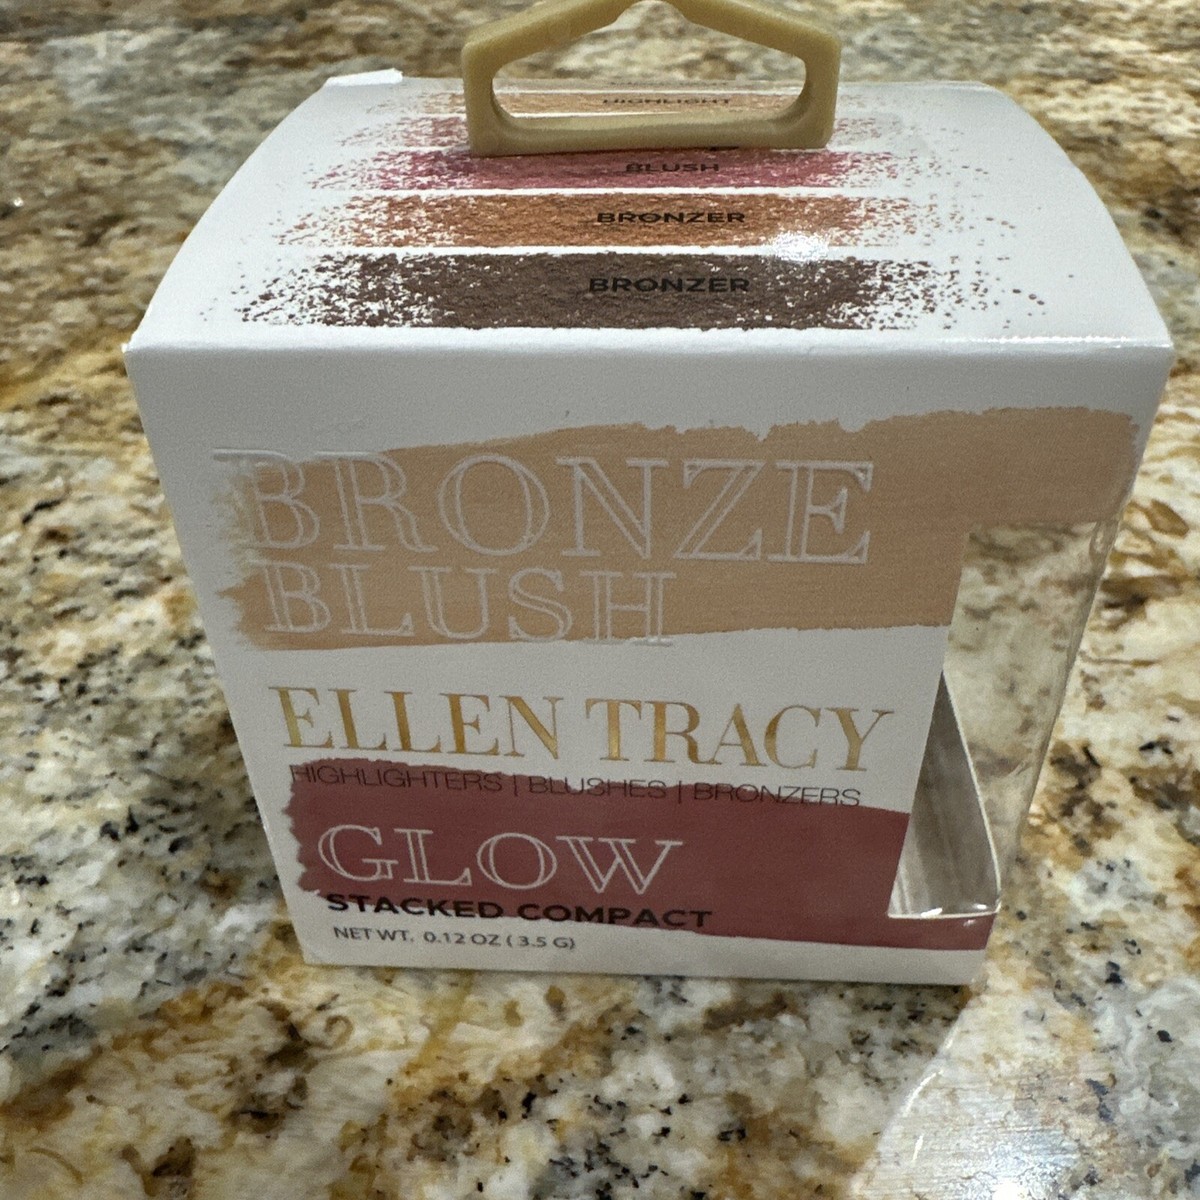 HIGHLIGHT
BLUSH
BRONZER
BRONZER
BRONZE
BLUSH
ELLEN TRACY
HIGHLIGHTERS | BLUSHES | BRONZERS
GLOW
STACKED COMPACT
NET WT. 0.12 OZ ( 3.5 G)